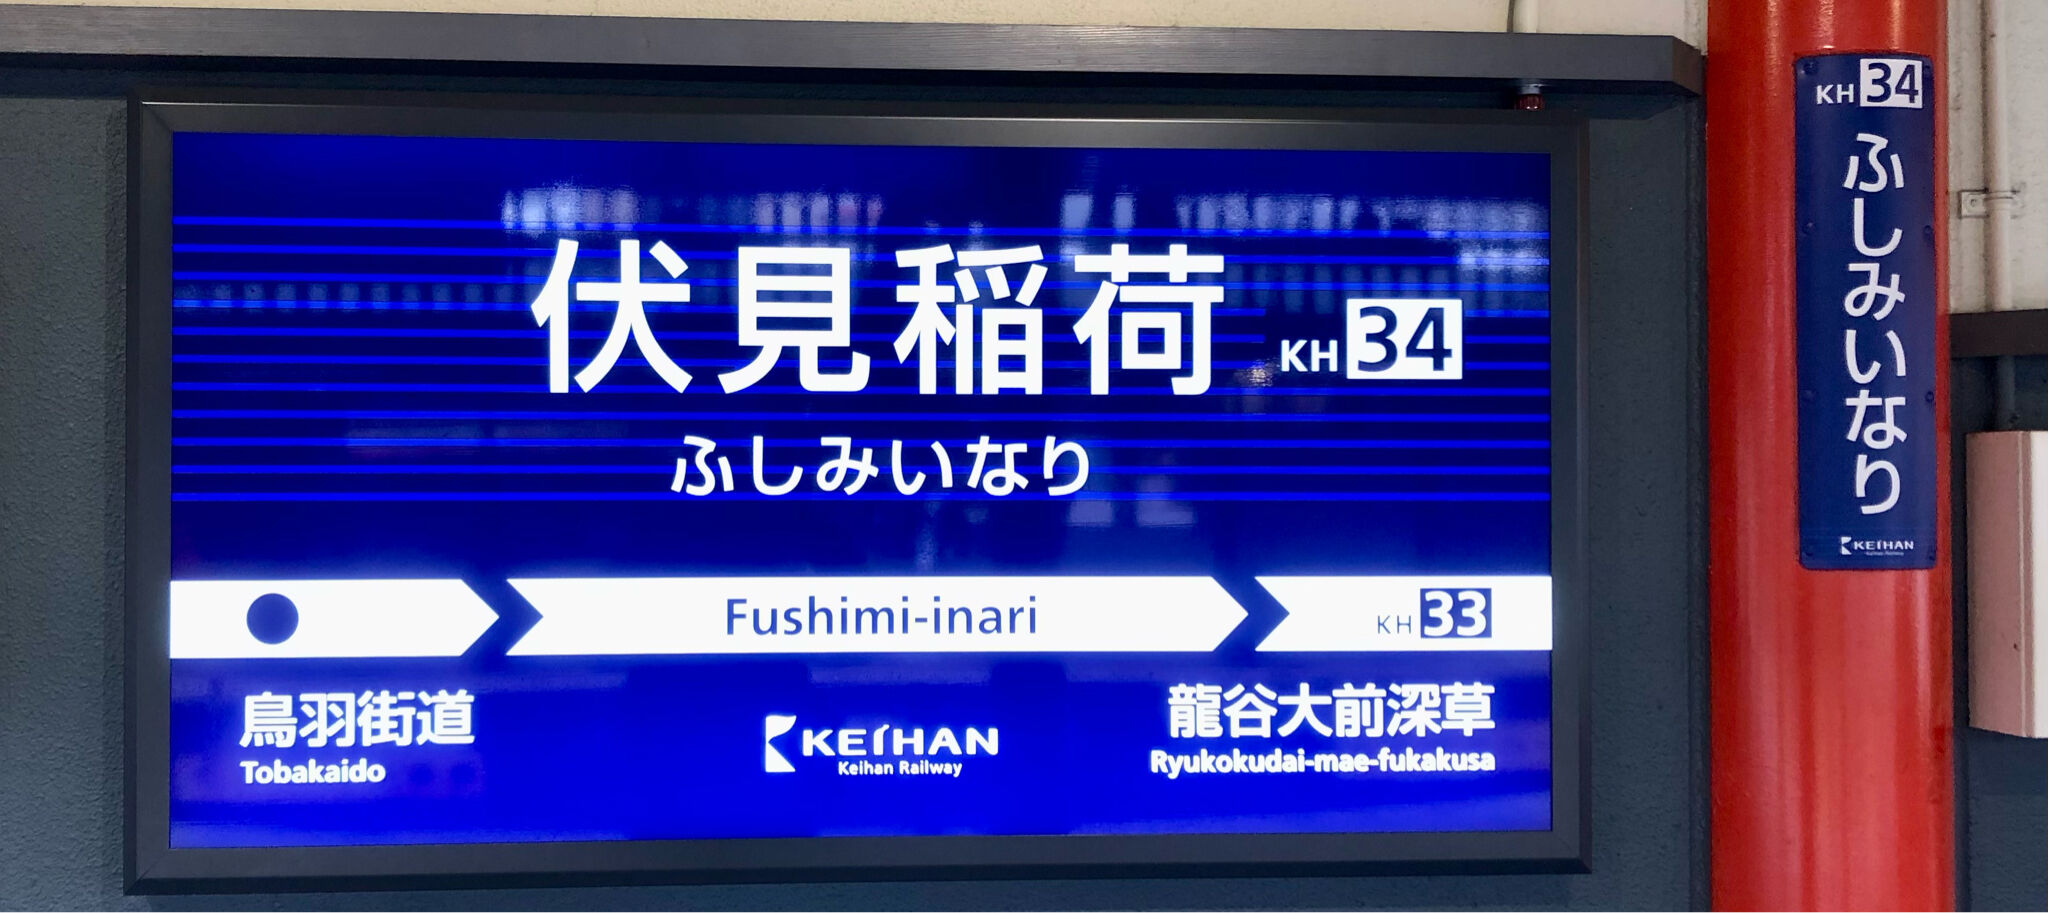 伏見稲荷 KH 34
ふしみいなり
Fushimi-inari
KH 33
鳥羽街道
Tobakaido
KEIHAN
Keihan Railway
龍谷大前深草
Ryukokudai-mae-fukakusa
KH 34
ふしみいなり
KEIHAN